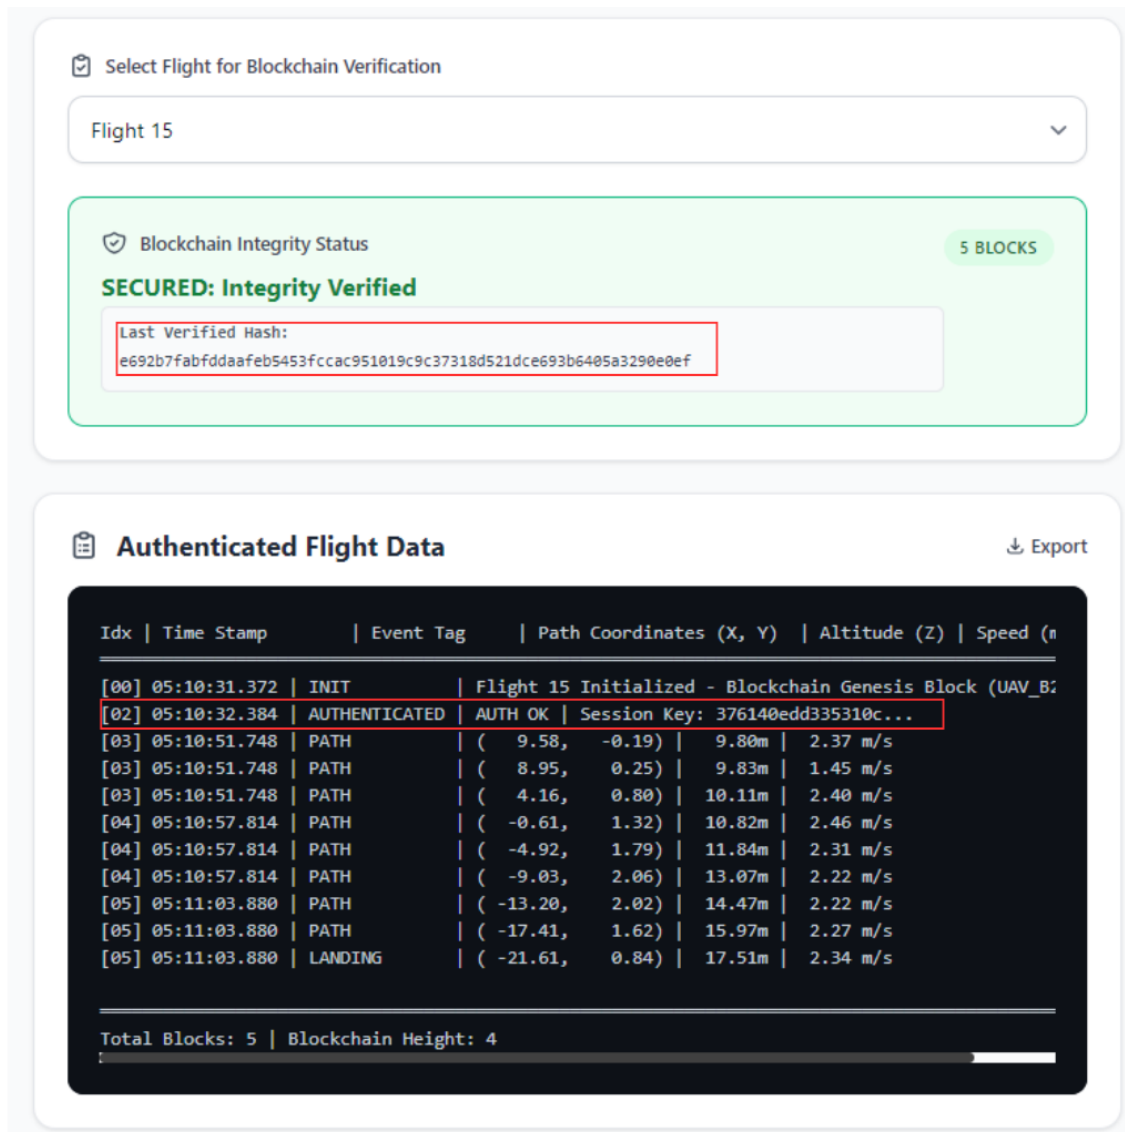 Select Flight for Blockchain Verification
Flight 15
Blockchain Integrity Status
5 BLOCKS
SECURED: Integrity Verified
Last Verified Hash:
e692b7fabfddaafeb5453fccac951019c9c37318d521dce693b6405a3290e0ef
Authenticated Flight Data
Export
Idx | Time Stamp | Event Tag | Path Coordinates (X, Y) | Altitude (Z) | Speed (m
[00] 05:10:31.372 | INIT | Flight 15 Initialized - Blockchain Genesis Block (UAV_B2
[02] 05:10:32.384 | AUTHENTICATED | AUTH OK | Session Key: 376140edd335310c...
[03] 05:10:51.748 | PATH | ( 9.58, -0.19) | 9.80m | 2.37 m/s
[03] 05:10:51.748 | PATH | ( 8.95, 0.25) | 9.83m | 1.45 m/s
[03] 05:10:51.748 | PATH | ( 4.16, 0.80) | 10.11m | 2.40 m/s
[04] 05:10:57.814 | PATH | ( -0.61, 1.32) | 10.82m | 2.46 m/s
[04] 05:10:57.814 | PATH | ( -4.92, 1.79) | 11.84m | 2.31 m/s
[04] 05:10:57.814 | PATH | ( -9.03, 2.06) | 13.07m | 2.22 m/s
[05] 05:11:03.880 | PATH | ( -13.20, 2.02) | 14.47m | 2.22 m/s
[05] 05:11:03.880 | PATH | ( -17.41, 1.62) | 15.97m | 2.27 m/s
[05] 05:11:03.880 | LANDING | ( -21.61, 0.84) | 17.51m | 2.34 m/s
Total Blocks: 5 | Blockchain Height: 4